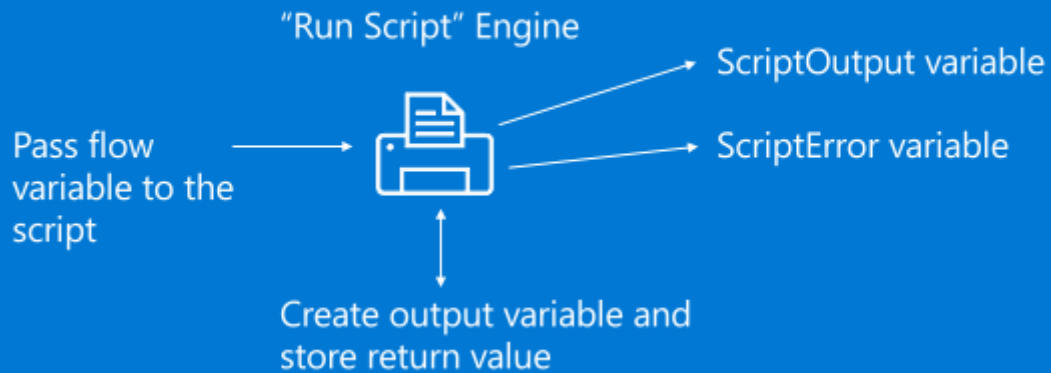 “Run Script” Engine
ScriptOutput variable
Pass flow
variable to the
script
ScriptError variable
Create output variable and
store return value